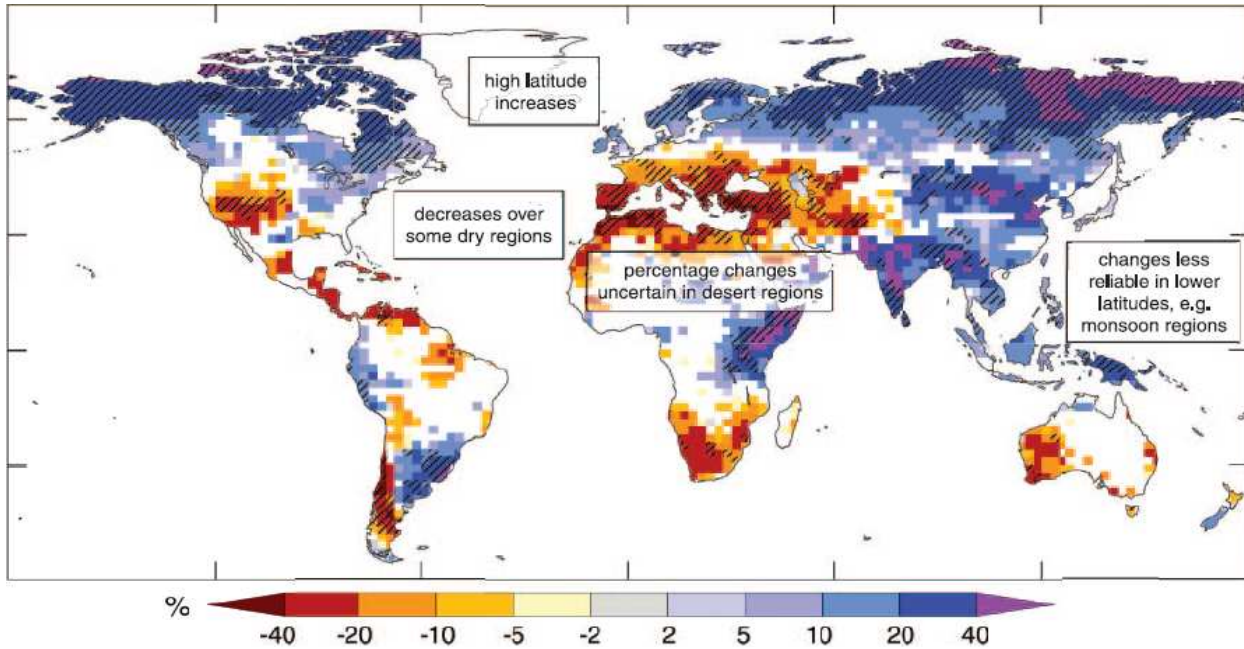 high latitude
increases
decreases over
some dry regions
percentage changes
uncertain in desert regions
changes less
reliable in lower
latitudes, e.g.
monsoon regions
% -40 -20 -10 -5 -2 2 5 10 20 40